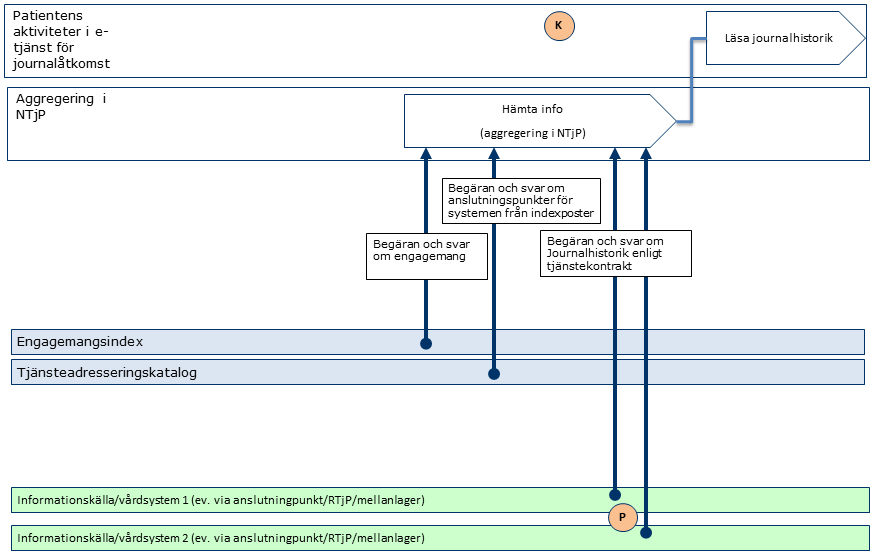 Patientens
aktiviteter i e-
tjänst för
journalåtkomst
K
Läsa journalhistorik
Aggregering i
NTjP
Hämta info
(aggregering i NTjP)
Begäran och svar om
anslutningspunkter för
systemen från indexposter
Begäran och svar
om engagemang
Begäran och svar om
Journalhistorik enligt
tjänstekontrakt
Engagemangsindex
Tjänsteadresseringskatalog
Informationskälla/vårdsystem 1 (ev. via anslutningpunkt/RTjP/mellanlager)
P
Informationskälla/vårdsystem 2 (ev. via anslutningpunkt/RTjP/mellanlager)